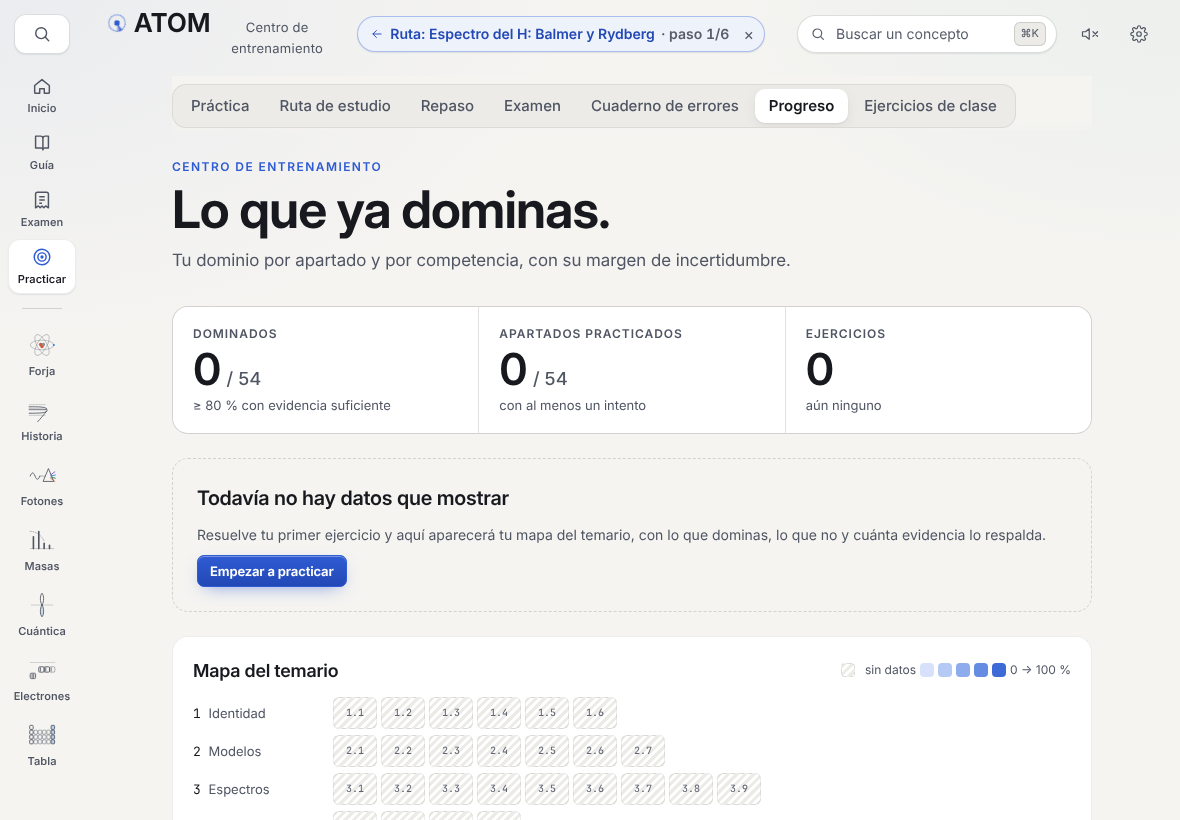 ATOM
Centro de
entrenamiento
← Ruta: Espectro del H: Balmer y Rydberg · paso 1/6 ×
Buscar un concepto
⌘K
Inicio
Guía
Examen
Practicar
Forja
Historia
Fotones
Masas
Cuántica
Electrones
Tabla
Práctica
Ruta de estudio
Repaso
Examen
Cuaderno de errores
Progreso
Ejercicios de clase
CENTRO DE ENTRENAMIENTO
Lo que ya dominas.
Tu dominio por apartado y por competencia, con su margen de incertidumbre.
DOMINADOS
0 / 54
≥ 80 % con evidencia suficiente
APARTADOS PRACTICADOS
0 / 54
con al menos un intento
EJERCICIOS
0
aún ninguno
Todavía no hay datos que mostrar
Resuelve tu primer ejercicio y aquí aparecerá tu mapa del temario, con lo que dominas, lo que no y cuánta evidencia lo respalda.
Empezar a practicar
Mapa del temario
sin datos 0 → 100 %
1 Identidad 1.1 1.2 1.3 1.4 1.5 1.6
2 Modelos 2.1 2.2 2.3 2.4 2.5 2.6 2.7
3 Espectros 3.1 3.2 3.3 3.4 3.5 3.6 3.7 3.8 3.9